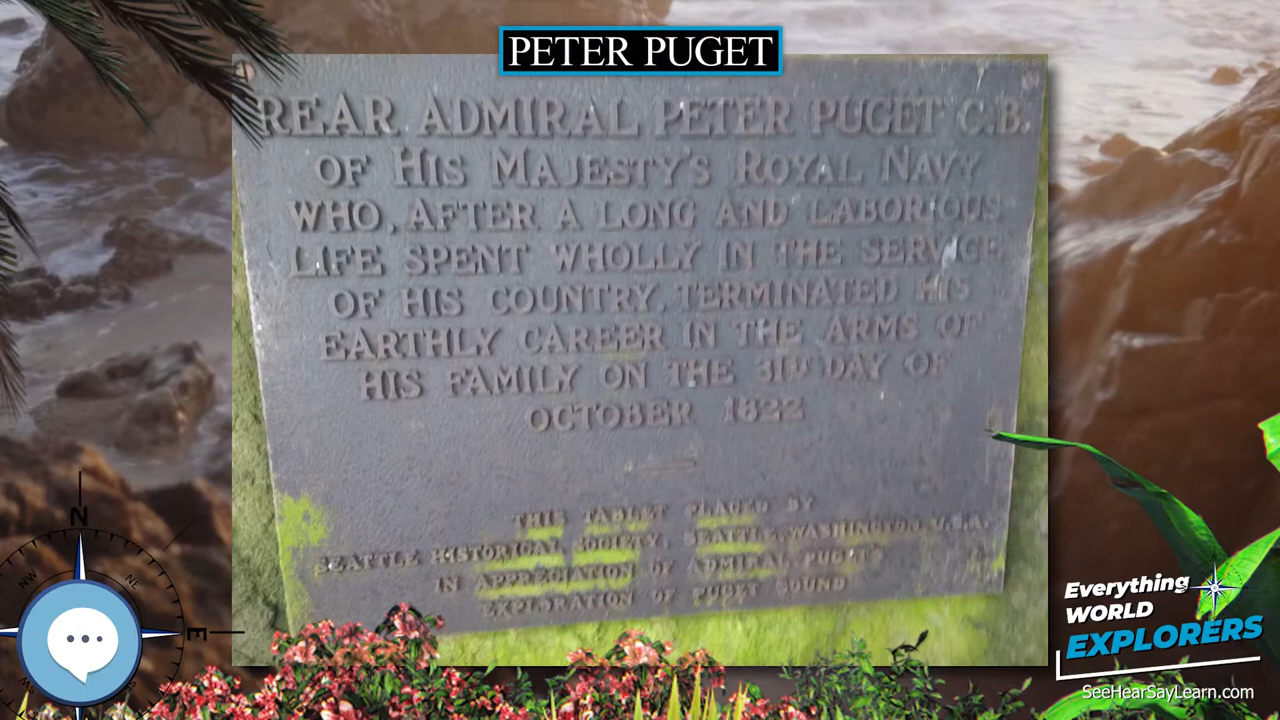 PETER PUGET
REAR ADMIRAL PETER PUGET C.B.
OF HIS MAJESTY'S ROYAL NAVY
WHO, AFTER A LONG AND LABORIOUS
LIFE SPENT WHOLLY IN THE SERVICE
OF HIS COUNTRY, TERMINATED HIS
EARTHLY CAREER IN THE ARMS OF
HIS FAMILY ON THE 31ST DAY OF
OCTOBER 1822
THIS TABLET PLACED BY
SEATTLE HISTORICAL SOCIETY, SEATTLE, WASHINGTON, U.S.A.
IN APPRECIATION OF ADMIRAL PUGET'S
EXPLORATION OF PUGET SOUND
N
NW
NE
E
SW
Everything
WORLD
EXPLORERS
SeeHearSayLearn.com